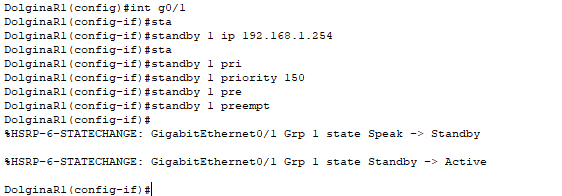 DolginaR1(config)#int g0/1
DolginaR1(config-if)#sta
DolginaR1(config-if)#standby 1 ip 192.168.1.254
DolginaR1(config-if)#sta
DolginaR1(config-if)#standby 1 pri
DolginaR1(config-if)#standby 1 priority 150
DolginaR1(config-if)#standby 1 pre
DolginaR1(config-if)#standby 1 preempt
DolginaR1(config-if)#
%HSRP-6-STATECHANGE: GigabitEthernet0/1 Grp 1 state Speak -> Standby
%HSRP-6-STATECHANGE: GigabitEthernet0/1 Grp 1 state Standby -> Active
DolginaR1(config-if)#